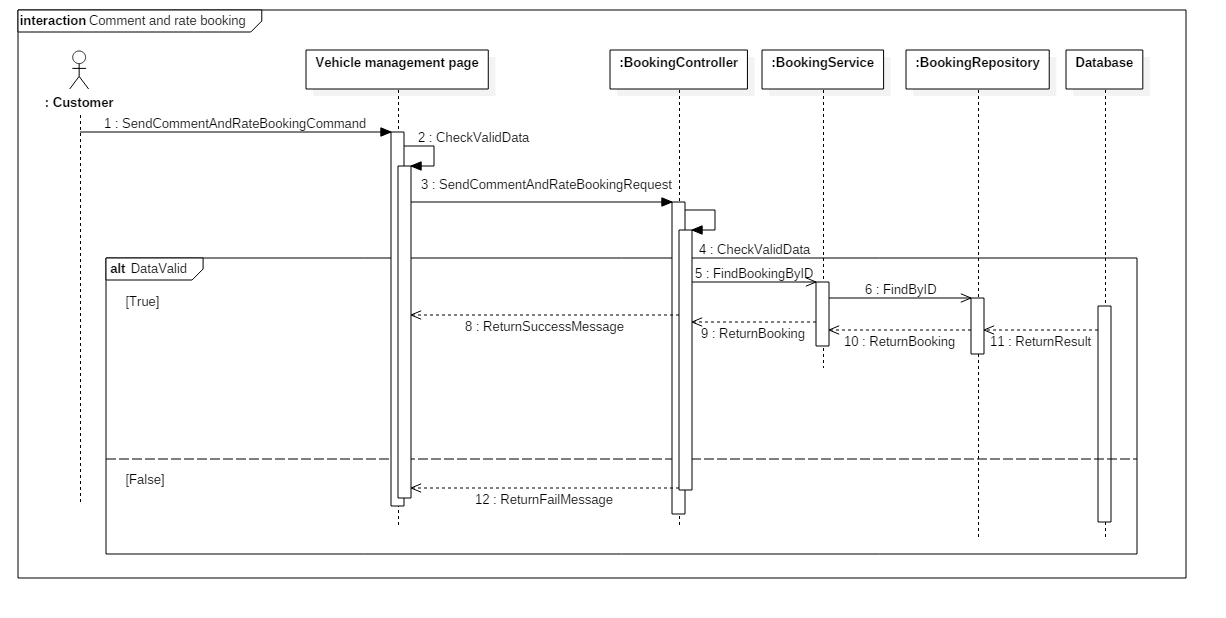 interaction Comment and rate booking
Vehicle management page
:BookingController
:BookingService
:BookingRepository
Database
: Customer
1 : SendCommentAndRateBookingCommand
2 : CheckValidData
3 : SendCommentAndRateBookingRequest
4 : CheckValidData
alt DataValid
5 : FindBookingByID
6 : FindByID
[True]
8 : ReturnSuccessMessage
9 : ReturnBooking
10 : ReturnBooking
11 : ReturnResult
[False]
12 : ReturnFailMessage